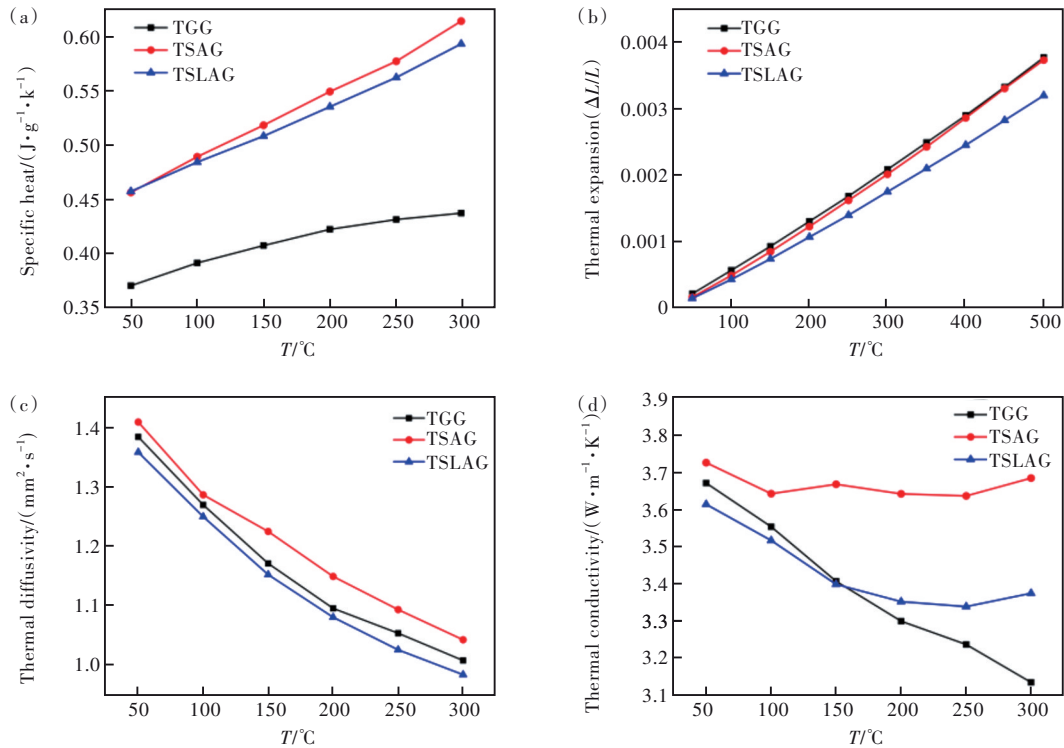 (a)
TGG
TSAG
TSLAG
Specific heat/(J·g⁻¹·k⁻¹)
0.60
0.55
0.50
0.45
0.40
0.35
50 100 150 200 250 300
T/℃
(b)
TGG
TSAG
TSLAG
Thermal expansion(ΔL/L)
0.004
0.003
0.002
0.001
0
100 200 300 400 500
T/℃
(c)
TGG
TSAG
TSLAG
Thermal diffusivity/(mm²·s⁻¹)
1.4
1.3
1.2
1.1
1.0
50 100 150 200 250 300
T/℃
(d)
TGG
TSAG
TSLAG
Thermal conductivity/(W·m⁻¹·K⁻¹)
3.9
3.8
3.7
3.6
3.5
3.4
3.3
3.2
3.1
50 100 150 200 250 300
T/℃